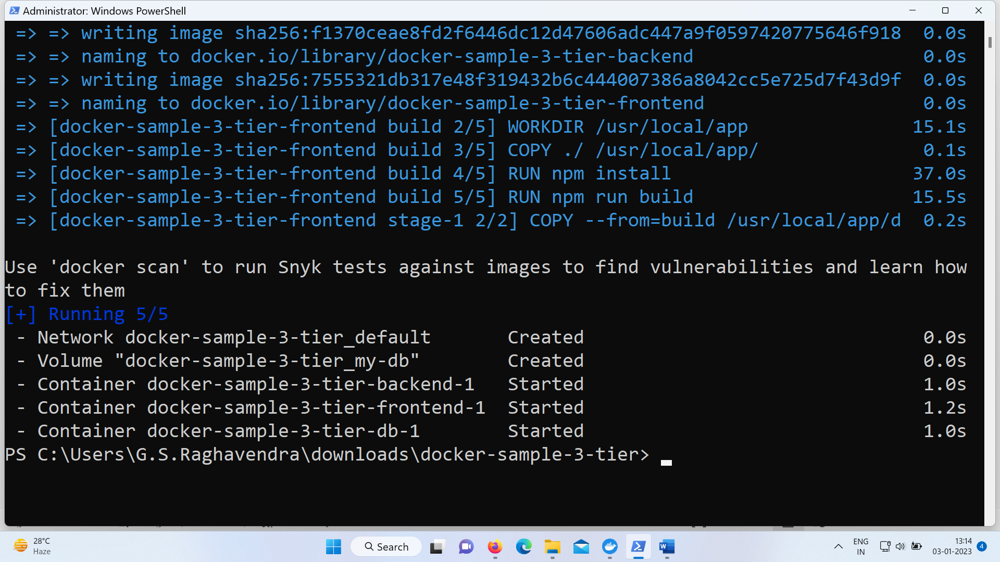 Administrator: Windows PowerShell
=> => writing image sha256:f1370ceae8fd2f6446dc12d47606adc447a9f0597420775646f918 0.0s
=> => naming to docker.io/library/docker-sample-3-tier-backend 0.0s
=> => writing image sha256:7555321db317e48f319432b6c444007386a8042cc5e725d7f43d9f 0.0s
=> => naming to docker.io/library/docker-sample-3-tier-frontend 0.0s
=> [docker-sample-3-tier-frontend build 2/5] WORKDIR /usr/local/app 15.1s
=> [docker-sample-3-tier-frontend build 3/5] COPY ./ /usr/local/app/ 0.1s
=> [docker-sample-3-tier-frontend build 4/5] RUN npm install 37.0s
=> [docker-sample-3-tier-frontend build 5/5] RUN npm run build 15.5s
=> [docker-sample-3-tier-frontend stage-1 2/2] COPY --from=build /usr/local/app/d 0.2s
Use 'docker scan' to run Snyk tests against images to find vulnerabilities and learn how
to fix them
[+] Running 5/5
- Network docker-sample-3-tier_default Created 0.0s
- Volume "docker-sample-3-tier_my-db" Created 0.0s
- Container docker-sample-3-tier-backend-1 Started 1.0s
- Container docker-sample-3-tier-frontend-1 Started 1.2s
- Container docker-sample-3-tier-db-1 Started 1.0s
PS C:\Users\G.S.Raghavendra\downloads\docker-sample-3-tier>
28°C
Haze
Search
W
ENG
IN
13:14
03-01-2023
4